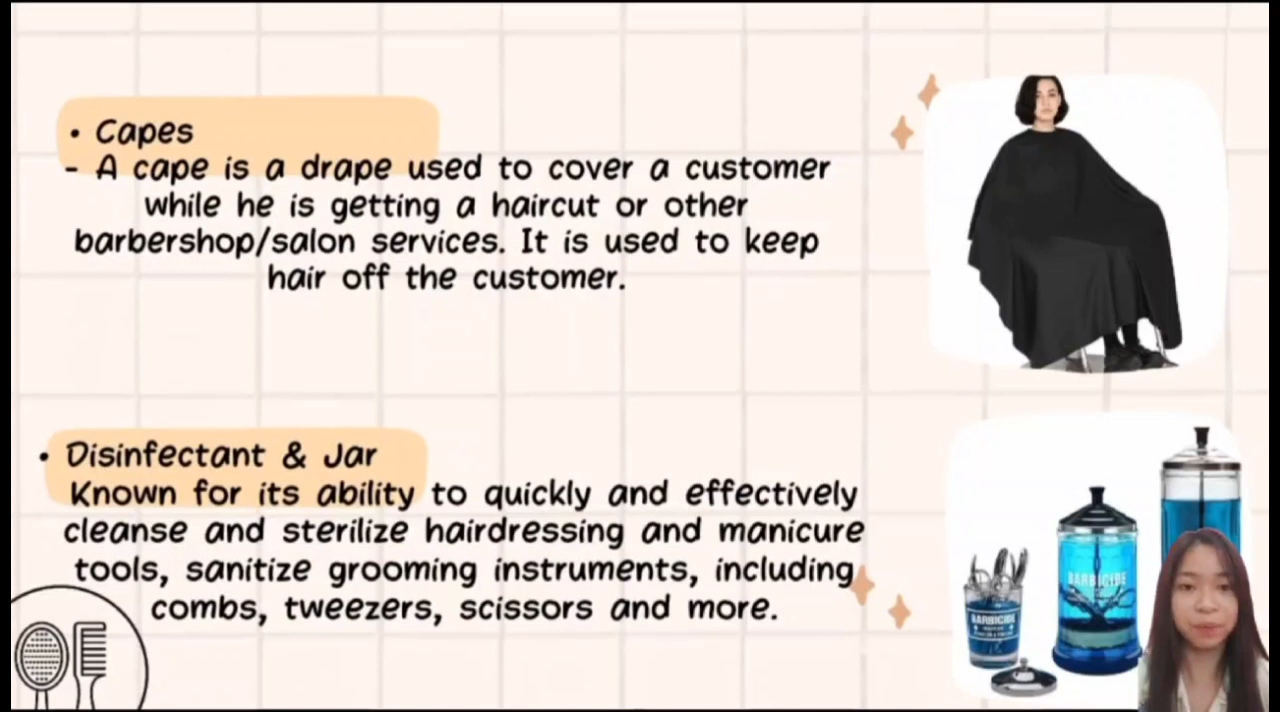 • Capes
- A cape is a drape used to cover a customer
while he is getting a haircut or other
barbershop/salon services. It is used to keep
hair off the customer.
• Disinfectant & Jar
Known for its ability to quickly and effectively
cleanse and sterilize hairdressing and manicure
tools, sanitize grooming instruments, including
combs, tweezers, scissors and more.
BARBICIDE
BARBICIDE